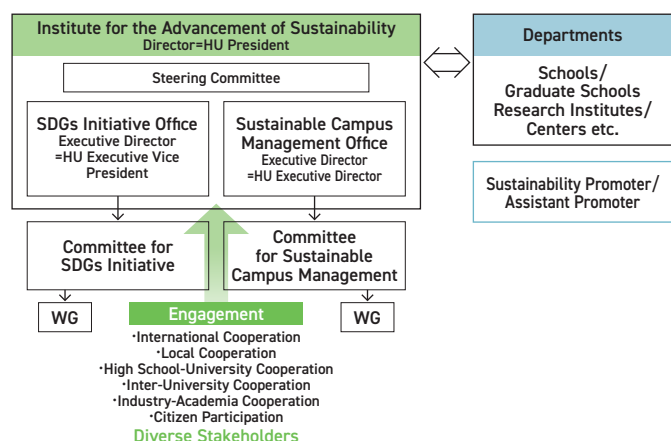 Institute for the Advancement of Sustainability
Director=HU President
Steering Committee
SDGs Initiative Office
Executive Director
=HU Executive Vice
President
Sustainable Campus
Management Office
Executive Director
=HU Executive Director
Committee for
SDGs Initiative
Committee
for Sustainable
Campus Management
WG
WG
Engagement
・International Cooperation
・Local Cooperation
・High School-University Cooperation
・Inter-University Cooperation
・Industry-Academia Cooperation
・Citizen Participation
Diverse Stakeholders
Departments
Schools/
Graduate Schools
Research Institutes/
Centers etc.
Sustainability Promoter/
Assistant Promoter